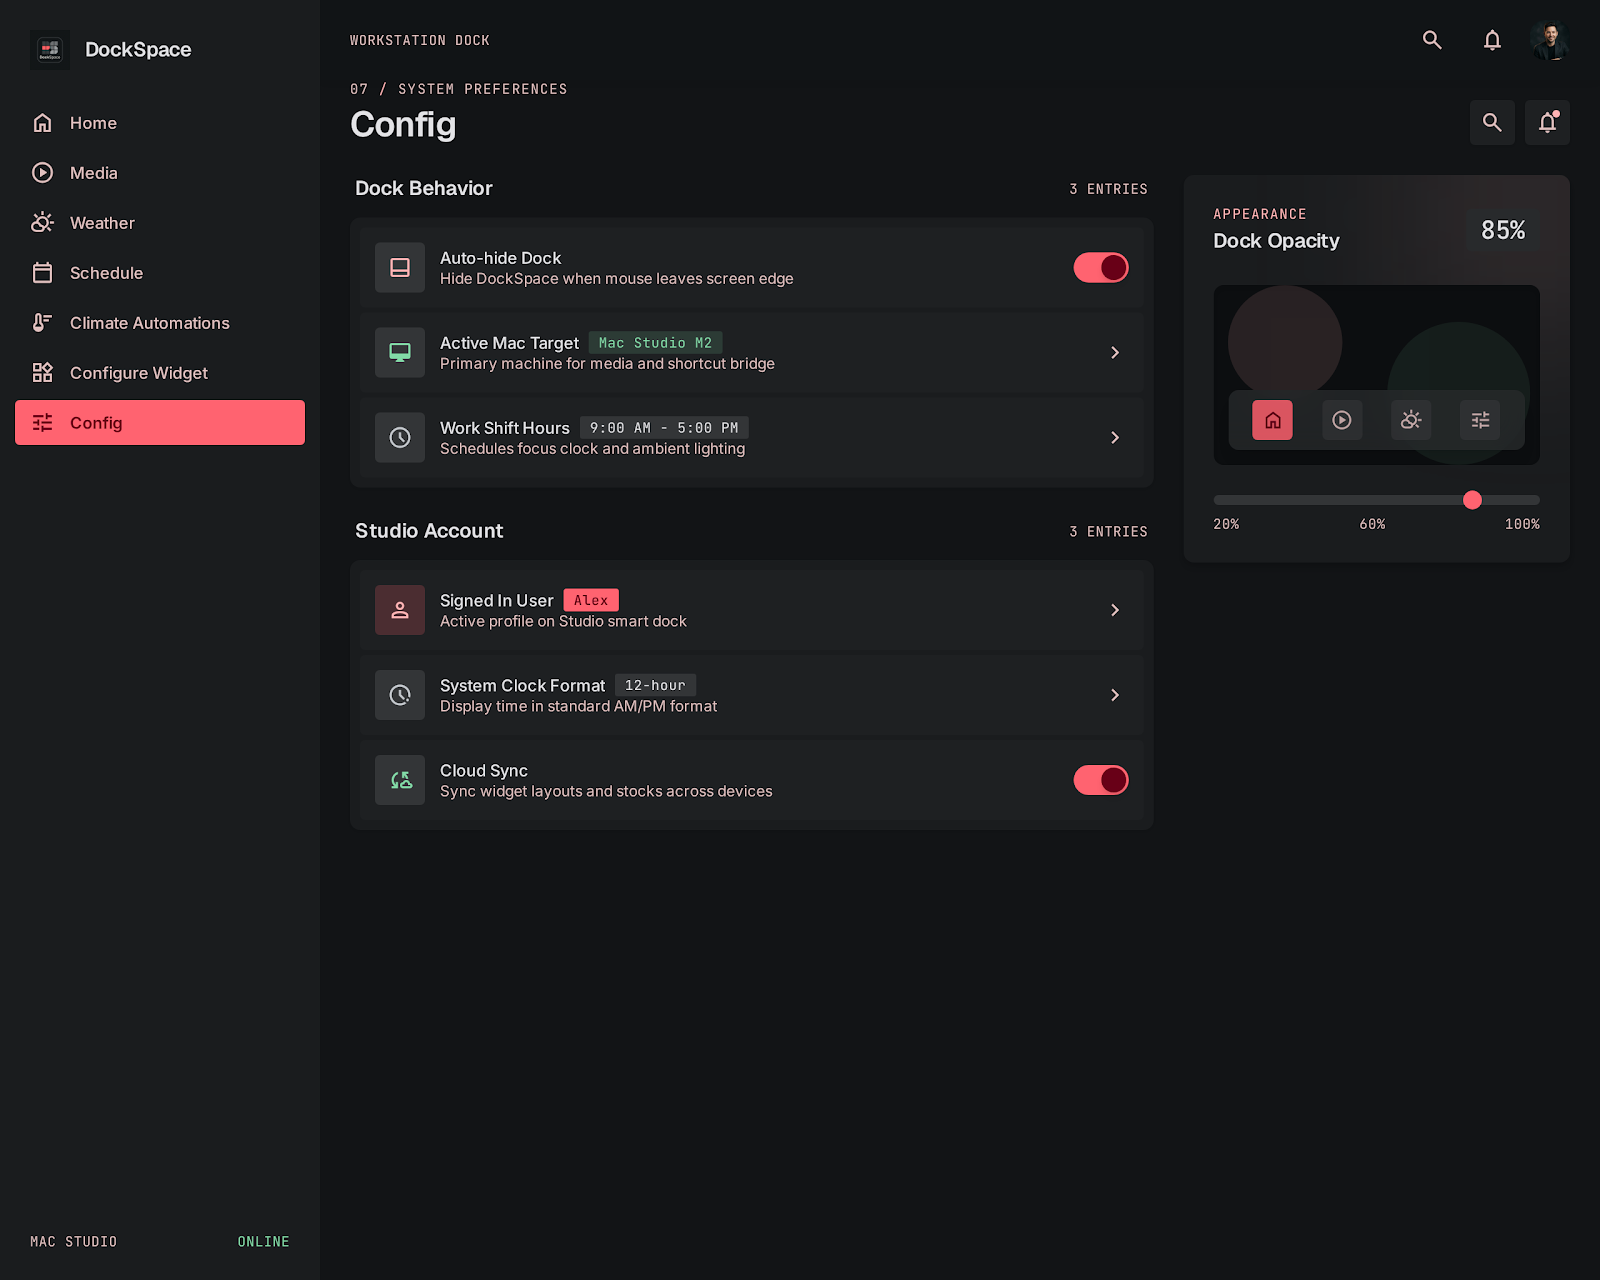 DockSpace
Home
Media
Weather
Schedule
Climate Automations
Configure Widget
Config
MAC STUDIO
ONLINE
WORKSTATION DOCK
07 / SYSTEM PREFERENCES
Config
Dock Behavior
3 ENTRIES
Auto-hide Dock
Hide DockSpace when mouse leaves screen edge
Active Mac Target
Mac Studio M2
Primary machine for media and shortcut bridge
Work Shift Hours
9:00 AM - 5:00 PM
Schedules focus clock and ambient lighting
Studio Account
3 ENTRIES
Signed In User
Alex
Active profile on Studio smart dock
System Clock Format
12-hour
Display time in standard AM/PM format
Cloud Sync
Sync widget layouts and stocks across devices
APPEARANCE
Dock Opacity
85%
20%
60%
100%